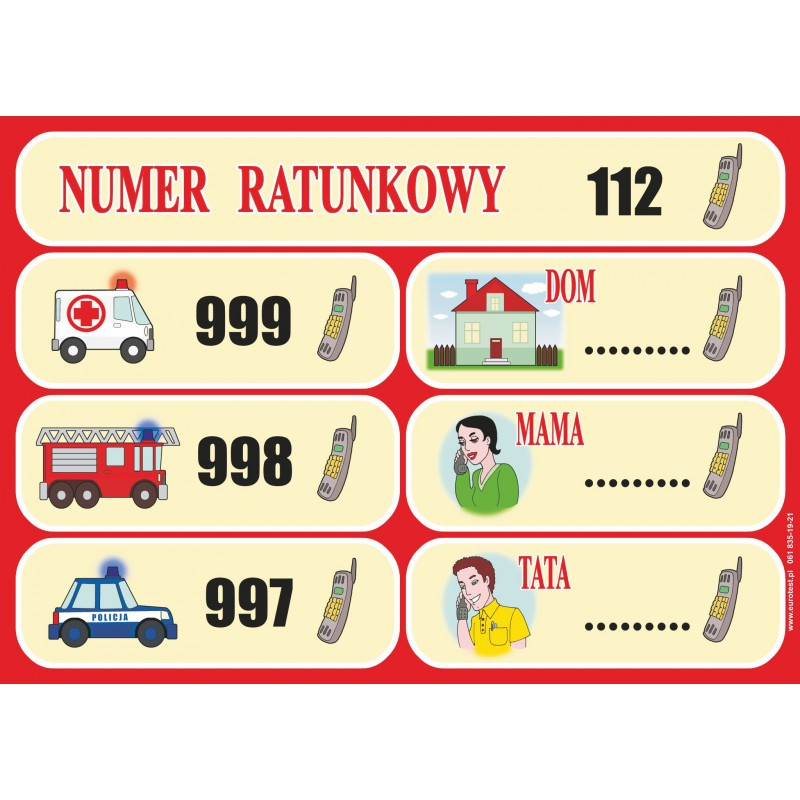 NUMER RATUNKOWY 112
999
DOM
.........
998
MAMA
.........
POLICJA
997
TATA
.........
www.eurotest.pl 061 835-19-21